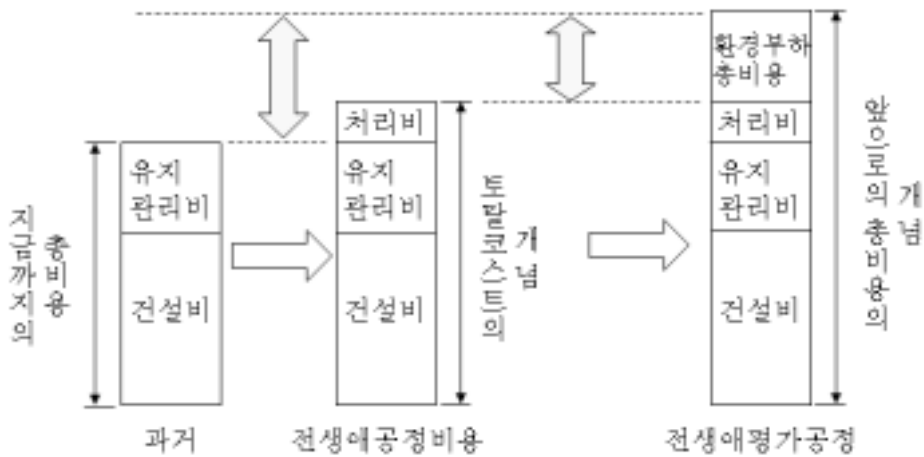 지금까지의
총비용
유지
관리비
건설비
과거
처리비
유지
관리비
건설비
전생애공정비용
토탈코스트의
개념
환경부하
총비용
처리비
유지
관리비
건설비
전생애평가공정
앞으로의 총비용의
개념